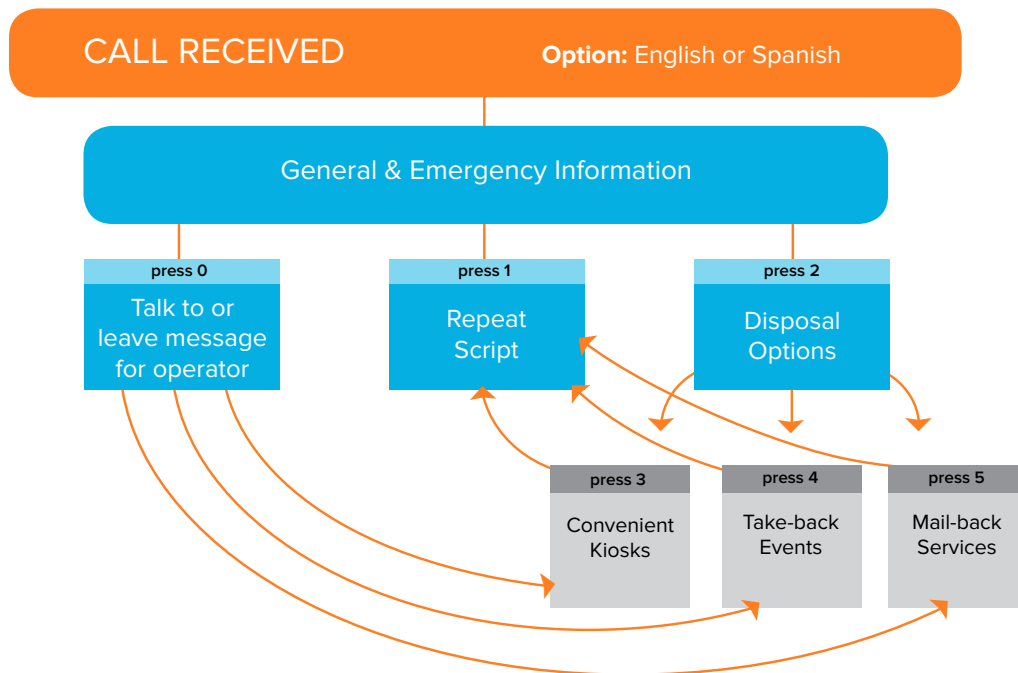 CALL RECEIVED
Option: English or Spanish
General & Emergency Information
press 0
Talk to or
leave message
for operator
press 1
Repeat
Script
press 2
Disposal
Options
press 3
Convenient
Kiosks
press 4
Take-back
Events
press 5
Mail-back
Services